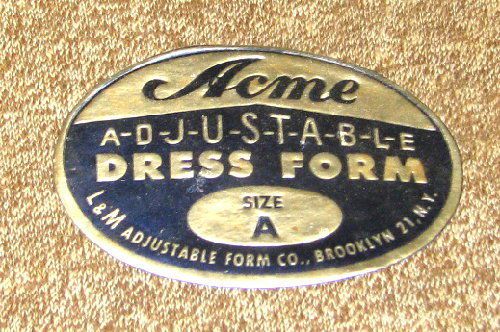 Acme
A-D-J-U-S-T-A-B-L-E
DRESS FORM
SIZE
A
L&M ADJUSTABLE FORM CO., BROOKLYN 21, N.Y.